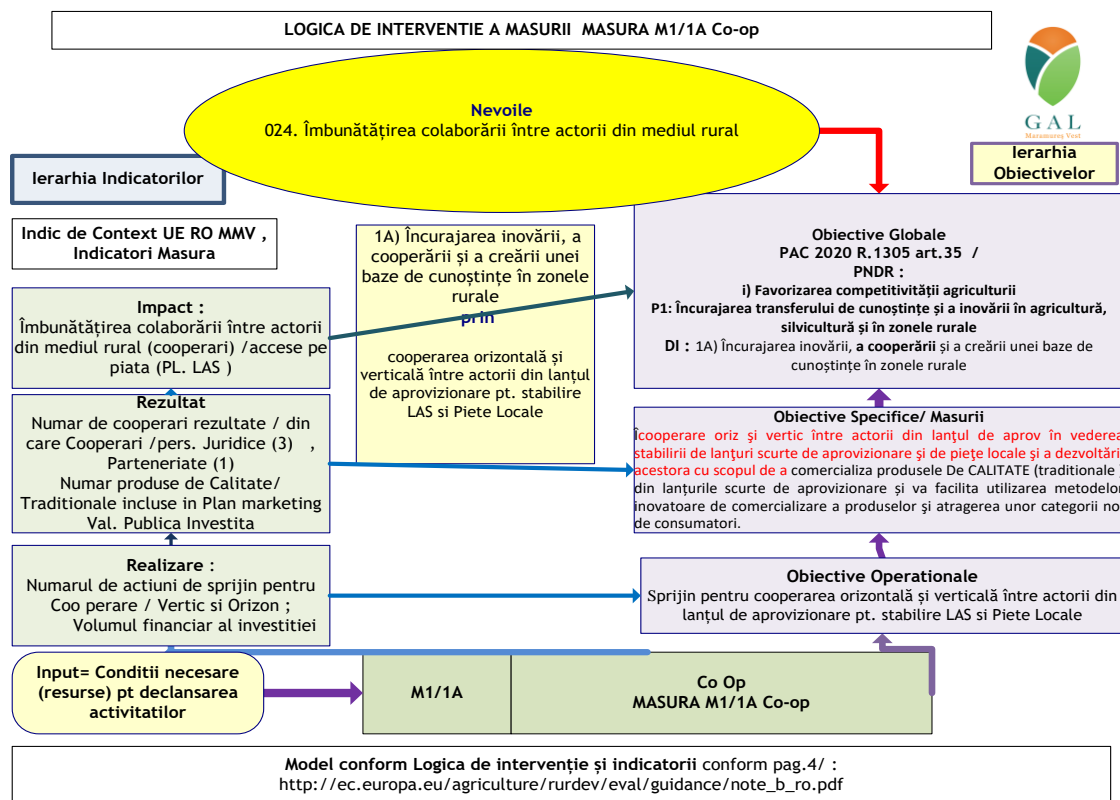 LOGICA DE INTERVENTIE A MASURII MASURA M1/1A Co-op
GAL
Maramureș Vest
Nevoile
024. Îmbunătățirea colaborării între actorii din mediul rural
Ierarhia Indicatorilor
Ierarhia
Obiectivelor
Indic de Context UE RO MMV ,
Indicatori Masura
1A) Încurajarea inovării, a
cooperării și a creării unei
baze de cunoștințe în zonele
rurale
prin
cooperarea orizontală și
verticală între actorii din lanțul
de aprovizionare pt. stabilire
LAS si Piete Locale
Obiective Globale
PAC 2020 R.1305 art.35 /
PNDR :
i) Favorizarea competitivității agriculturii
P1: Încurajarea transferului de cunoștințe și a inovării în agricultură,
silvicultură și în zonele rurale
DI : 1A) Încurajarea inovării, a cooperării și a creării unei baze de
cunoștințe în zonele rurale
Impact :
Îmbunătățirea colaborării între actorii
din mediul rural (cooperari) /accese pe
piata (PL. LAS )
Rezultat
Numar de cooperari rezultate / din
care Cooperari /pers. Juridice (3) ,
Parteneriate (1)
Numar produse de Calitate/
Traditionale incluse in Plan marketing
Val. Publica Investita
Obiective Specifice/ Masurii
Îcooperare oriz şi vertic între actorii din lanţul de aprov în vederea
stabilirii de lanţuri scurte de aprovizionare şi de pieţe locale şi a dezvoltări
acestora cu scopul de a comercializa produsele De CALITATE (traditionale )
din lanțurile scurte de aprovizionare și va facilita utilizarea metodelor
inovatoare de comercializare a produselor şi atragerea unor categorii no
de consumatori.
Realizare :
Numarul de actiuni de sprijin pentru
Coo perare / Vertic si Orizon ;
Volumul financiar al investitiei
Obiective Operationale
Sprijin pentru cooperarea orizontală și verticală între actorii din
lanțul de aprovizionare pt. stabilire LAS si Piete Locale
Input= Conditii necesare
(resurse) pt declansarea
activitatilor
M1/1A
Co Op
MASURA M1/1A Co-op
Model conform Logica de intervenție și indicatorii conform pag.4/ :
http://ec.europa.eu/agriculture/rurdev/eval/guidance/note_b_ro.pdf